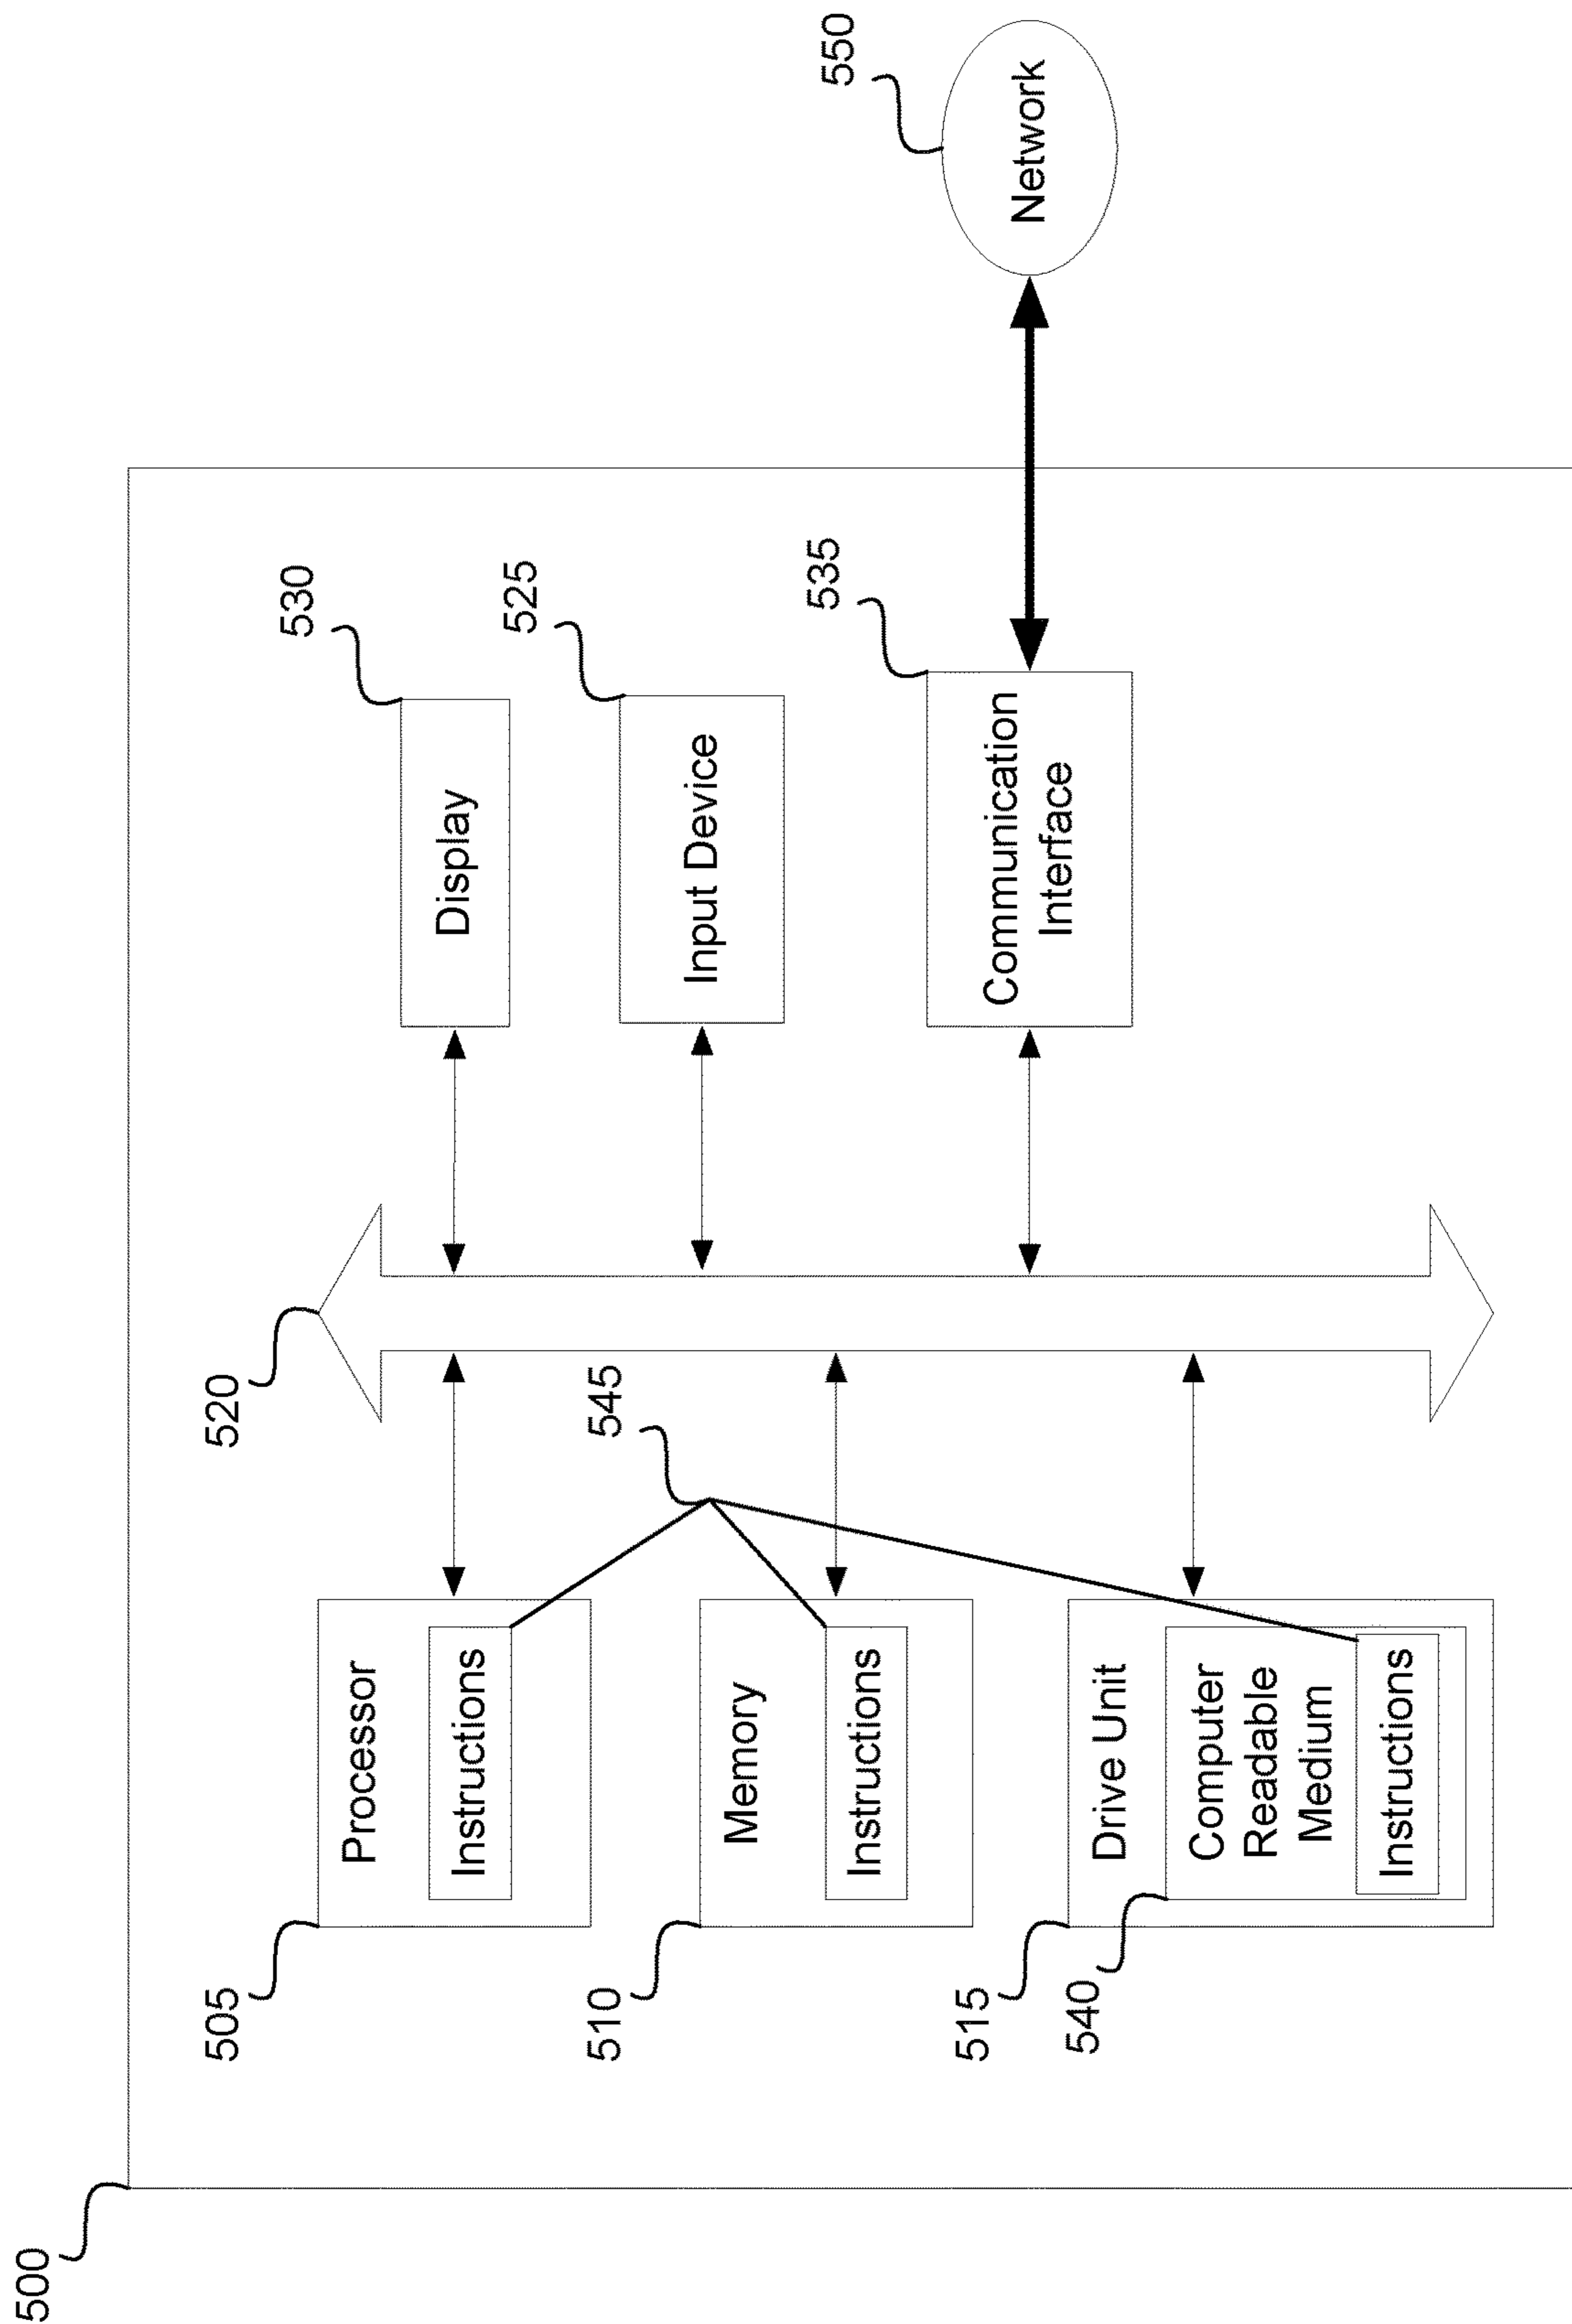 500
505
Processor
Instructions
510
Memory
Instructions
515
Drive Unit
540
Computer
Readable
Medium
Instructions
520
545
530
Display
525
Input Device
535
Communication
Interface
550
Network